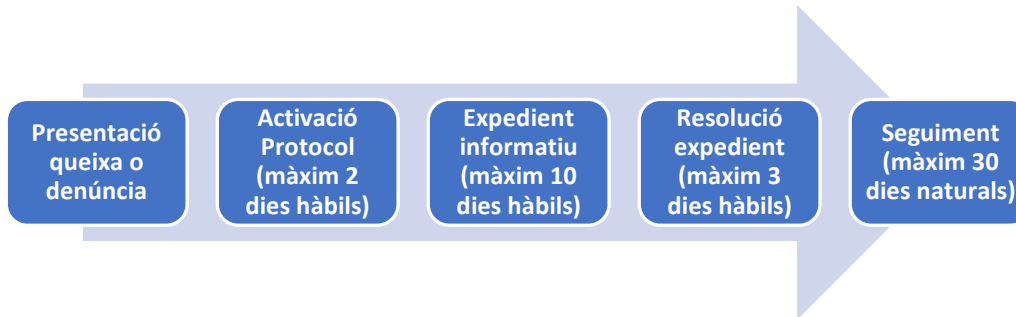 Presentació
queixa o
denúncia
Activació
Protocol
(màxim 2
dies hàbils)
Expedient
informatiu
(màxim 10
dies hàbils)
Resolució
expedient
(màxim 3
dies hàbils)
Seguiment
(màxim 30
dies naturals)